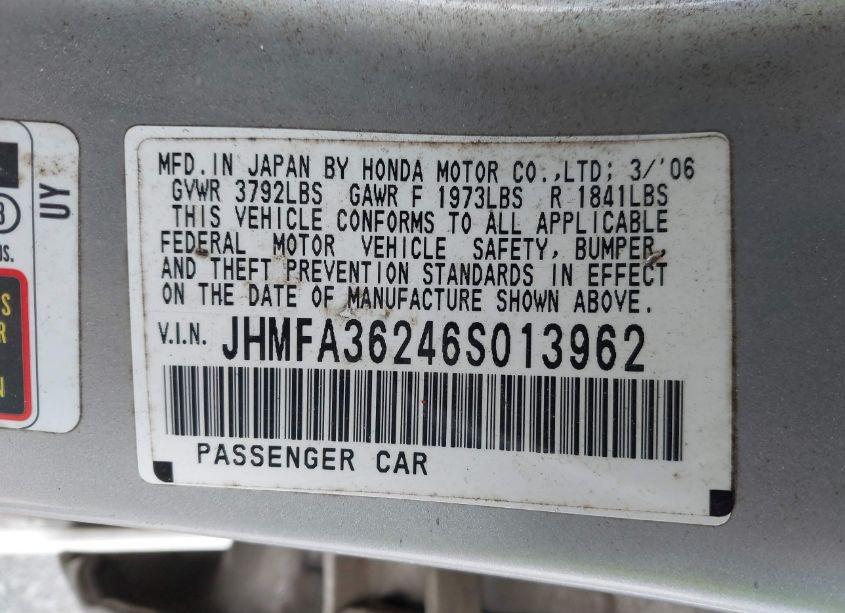 MFD. IN JAPAN BY HONDA MOTOR CO.,LTD; 3/'06
GVWR 3792LBS GAWR F 1973LBS R 1841LBS
THIS VEHICLE CONFORMS TO ALL APPLICABLE
FEDERAL MOTOR VEHICLE SAFETY, BUMPER,
AND THEFT PREVENTION STANDARDS IN EFFECT
ON THE DATE OF MANUFACTURE SHOWN ABOVE.
V.I.N. JHMFA36246S013962
PASSENGER CAR
UY